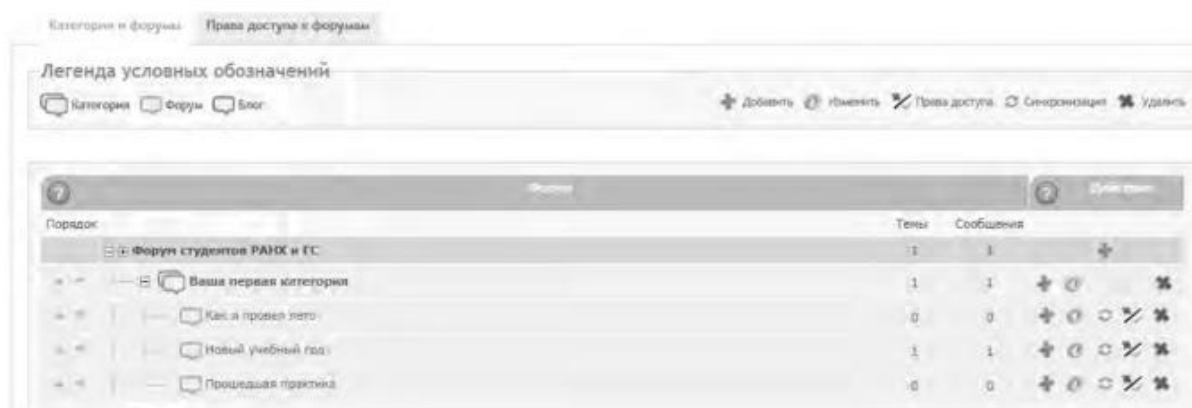 Категории и форумы Права доступа к форумам
Легенда условных обозначений
Категория Форум Блог Добавить Изменить Права доступа Синхронизация Удалить
Форум Действия
Порядок Темы Сообщения
Форум студентов РАНХ и ГС 1 1
Ваша первая категория 1 1
Как я провел лето 0 0
Новый учебный год 1 1
Прошедшая практика 0 0